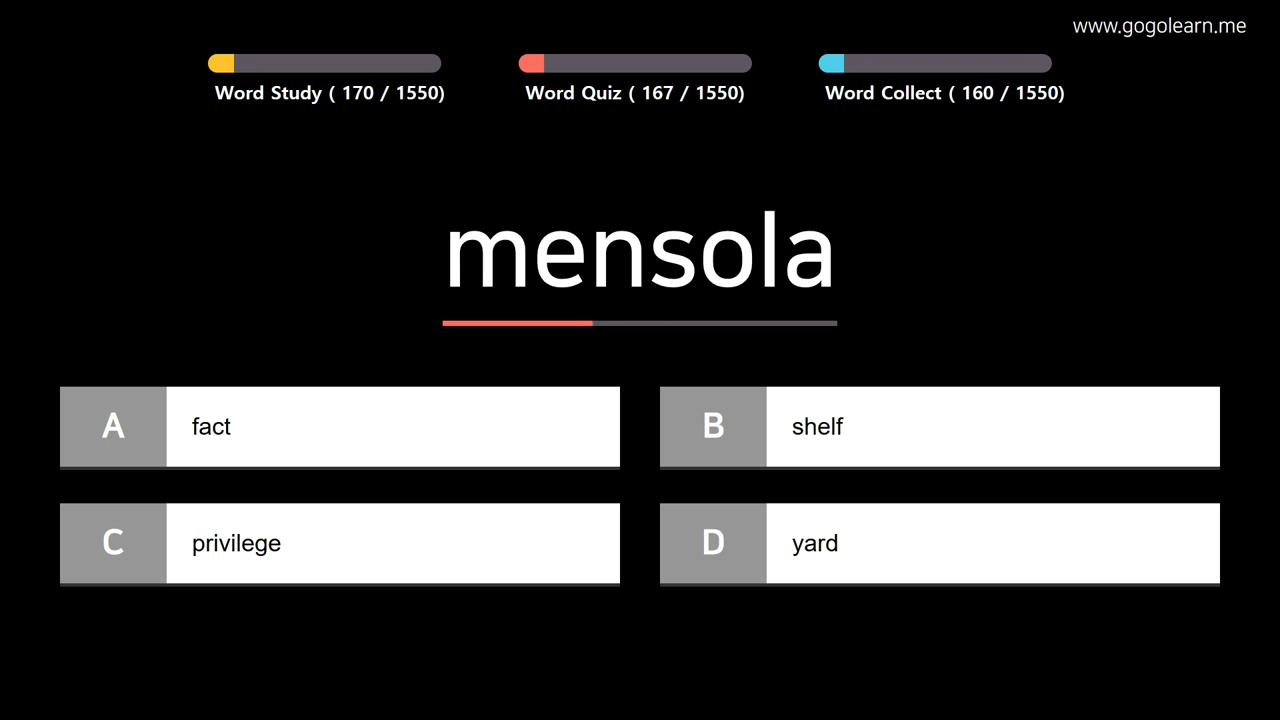 www.gogolearn.me
Word Study ( 170 / 1550)
Word Quiz ( 167 / 1550)
Word Collect ( 160 / 1550)
mensola
A fact
B shelf
C privilege
D yard